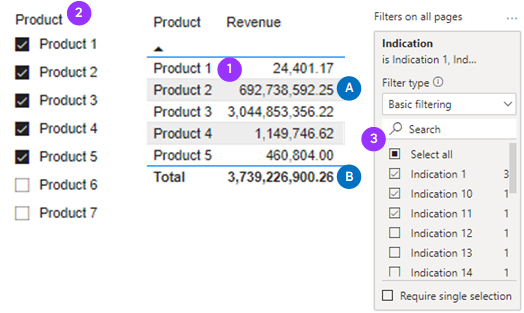 Product 2
Product 1
Product 2
Product 3
Product 4
Product 5
Product 6
Product 7
Product Revenue
Product 1 1 24,401.17
Product 2 692,738,592.25 A
Product 3 3,044,853,356.22
Product 4 1,149,746.62
Product 5 460,804.00
Total 3,739,226,900.26 B
Filters on all pages ...
Indication
is Indication 1, Ind...
Filter type
Basic filtering
Search
3
Select all
Indication 1 3
Indication 10 1
Indication 11 1
Indication 12 1
Indication 13 1
Indication 14 1
Require single selection